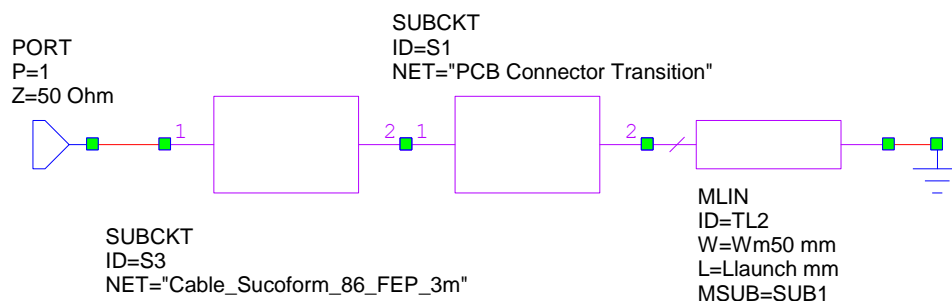 SUBCKT
ID=S1
NET="PCB Connector Transition"
PORT
P=1
Z=50 Ohm
1
2
1
2
SUBCKT
ID=S3
NET="Cable_Sucoform_86_FEP_3m"
MLIN
ID=TL2
W=Wm50 mm
L=Llaunch mm
MSUB=SUB1